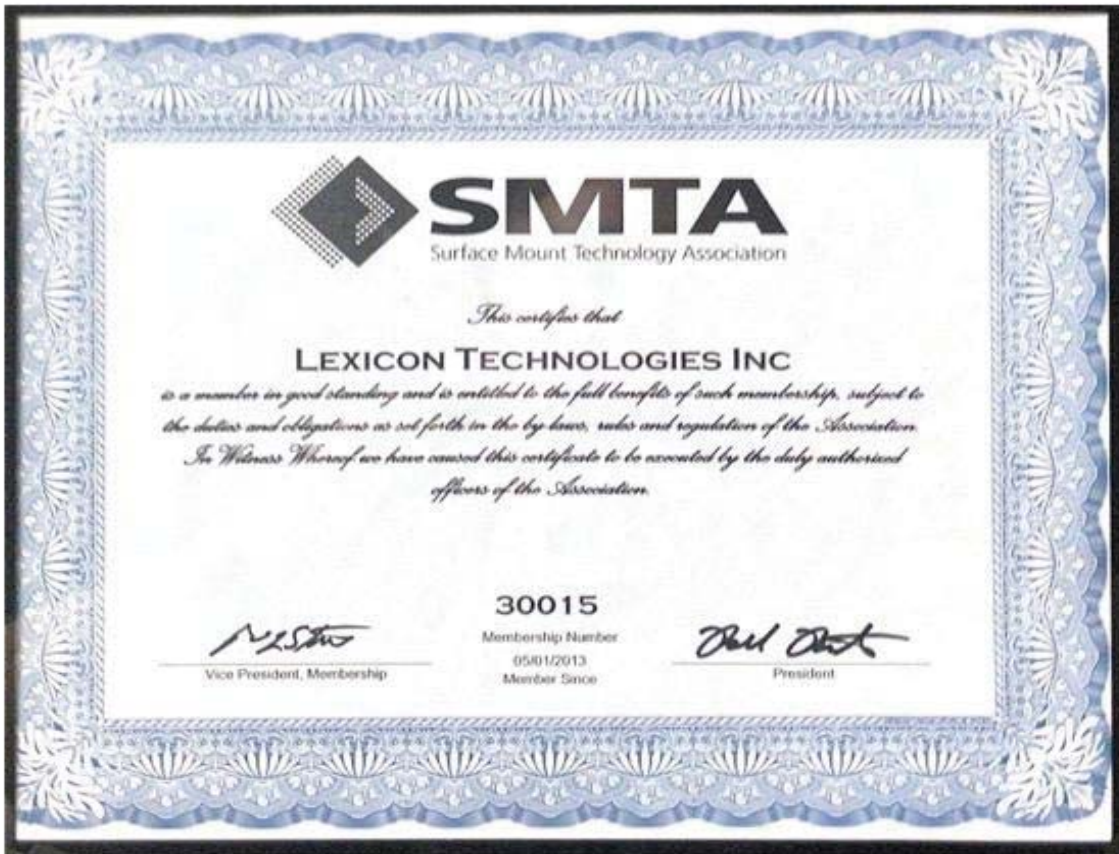 SMTA
Surface Mount Technology Association
This certifies that
LEXICON TECHNOLOGIES INC
is a member in good standing and is entitled to the full benefits of such membership, subject to
the duties and obligations as set forth in the by-laws, rules and regulation of the Association.
In Witness Whereof we have caused this certificate to be executed by the duly authorized
officers of the Association.
30015
Membership Number
05/01/2013
Member Since
Vice President, Membership
President